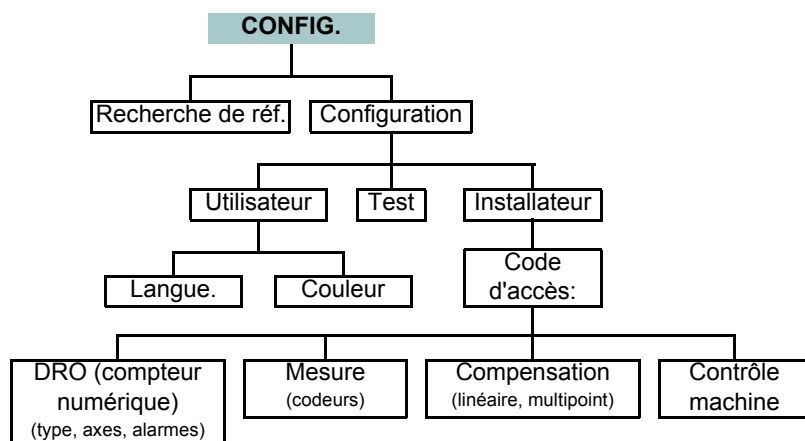 CONFIG.
Recherche de réf.
Configuration
Utilisateur
Test
Installateur
Langue.
Couleur
Code
d'accès:
DRO (compteur
numérique)
(type, axes, alarmes)
Mesure
(codeurs)
Compensation
(linéaire, multipoint)
Contrôle
machine